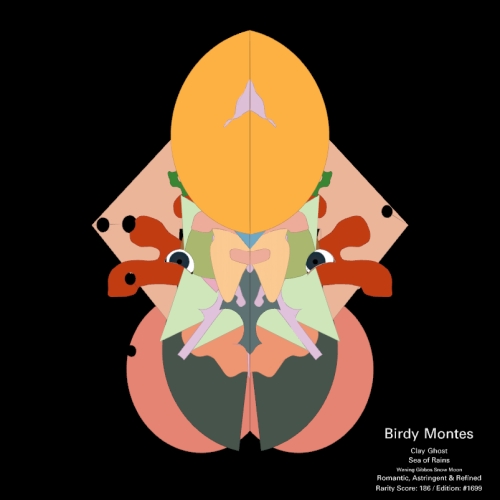 Birdy Montes
Clay Ghost
Sea of Rains
Waning Gibbous Snow Moon
Romantic, Astringent & Refined
Rarity Score: 186 / Edition: #1699